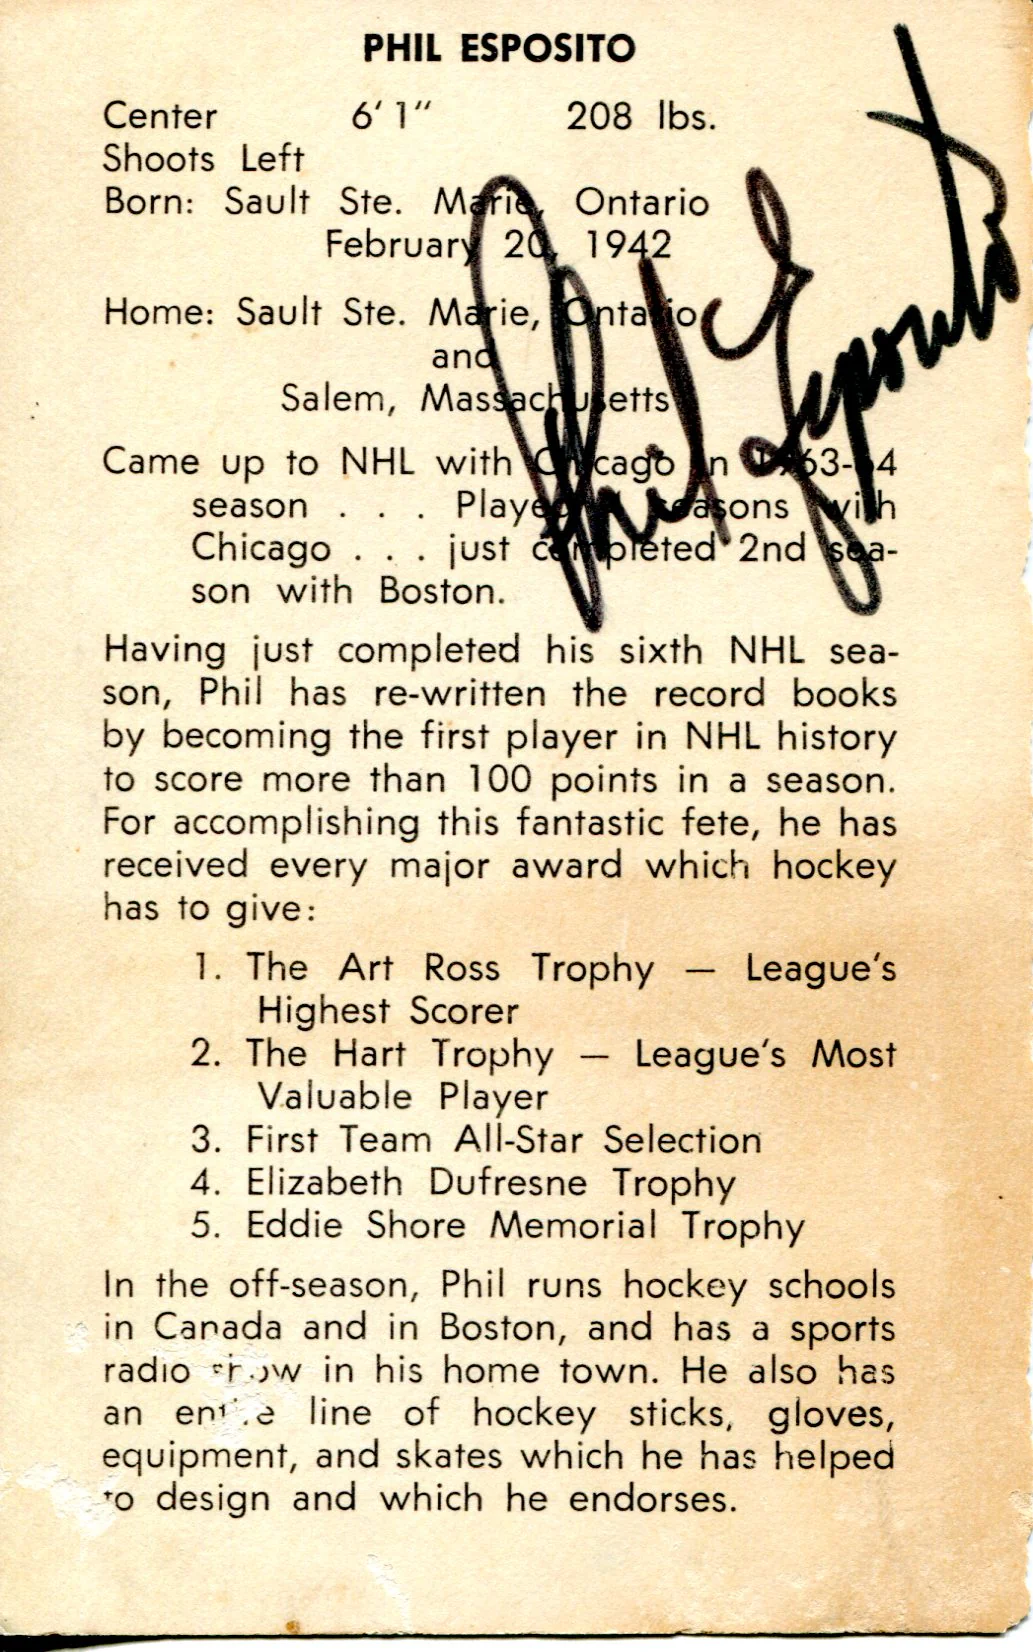 PHIL ESPOSITO
Center 6' 1" 208 lbs.
Shoots Left
Born: Sault Ste. Marie, Ontario
February 20, 1942
Home: Sault Ste. Marie, Ontario
and
Salem, Massachusetts
Came up to NHL with Chicago in 1963-64
season . . . Played seasons with
Chicago . . . just completed 2nd sea-
son with Boston.
Phil Esposito
Having just completed his sixth NHL sea-
son, Phil has re-written the record books
by becoming the first player in NHL history
to score more than 100 points in a season.
For accomplishing this fantastic fete, he has
received every major award which hockey
has to give:
1. The Art Ross Trophy — League's
Highest Scorer
2. The Hart Trophy — League's Most
Valuable Player
3. First Team All-Star Selection
4. Elizabeth Dufresne Trophy
5. Eddie Shore Memorial Trophy
In the off-season, Phil runs hockey schools
in Canada and in Boston, and has a sports
radio show in his home town. He also has
an entire line of hockey sticks, gloves,
equipment, and skates which he has helped
to design and which he endorses.